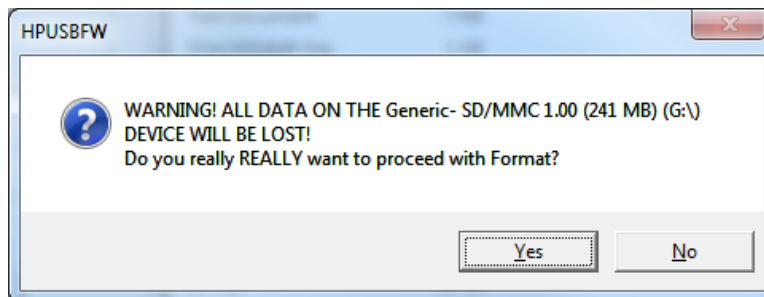 HPUSBFW
WARNING! ALL DATA ON THE Generic- SD/MMC 1.00 (241 MB) (G:\)
DEVICE WILL BE LOST!
Do you really REALLY want to proceed with Format?
Yes
No